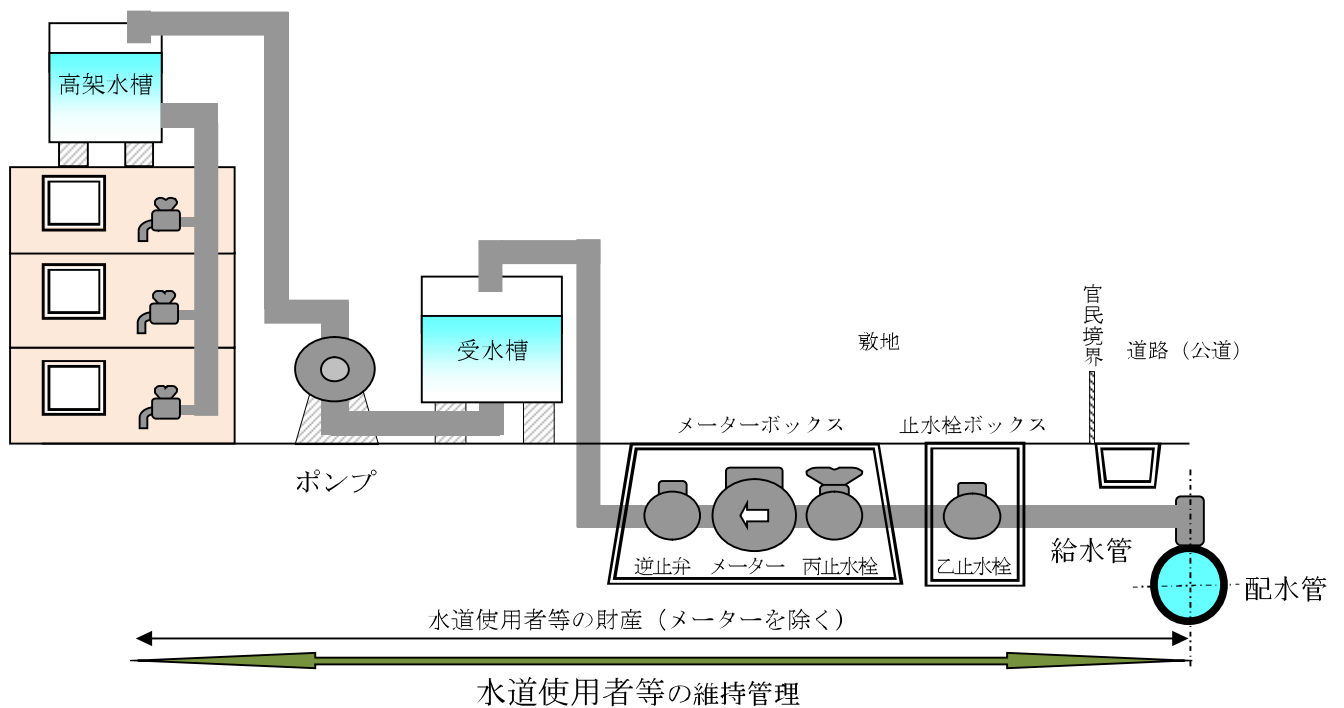 高架水槽
受水槽
官民境界
敷地
道路（公道）
メーターボックス
止水栓ボックス
ポンプ
逆止弁
メーター
丙止水栓
乙止水栓
給水管
配水管
水道使用者等の財産（メーターを除く）
水道使用者等の維持管理